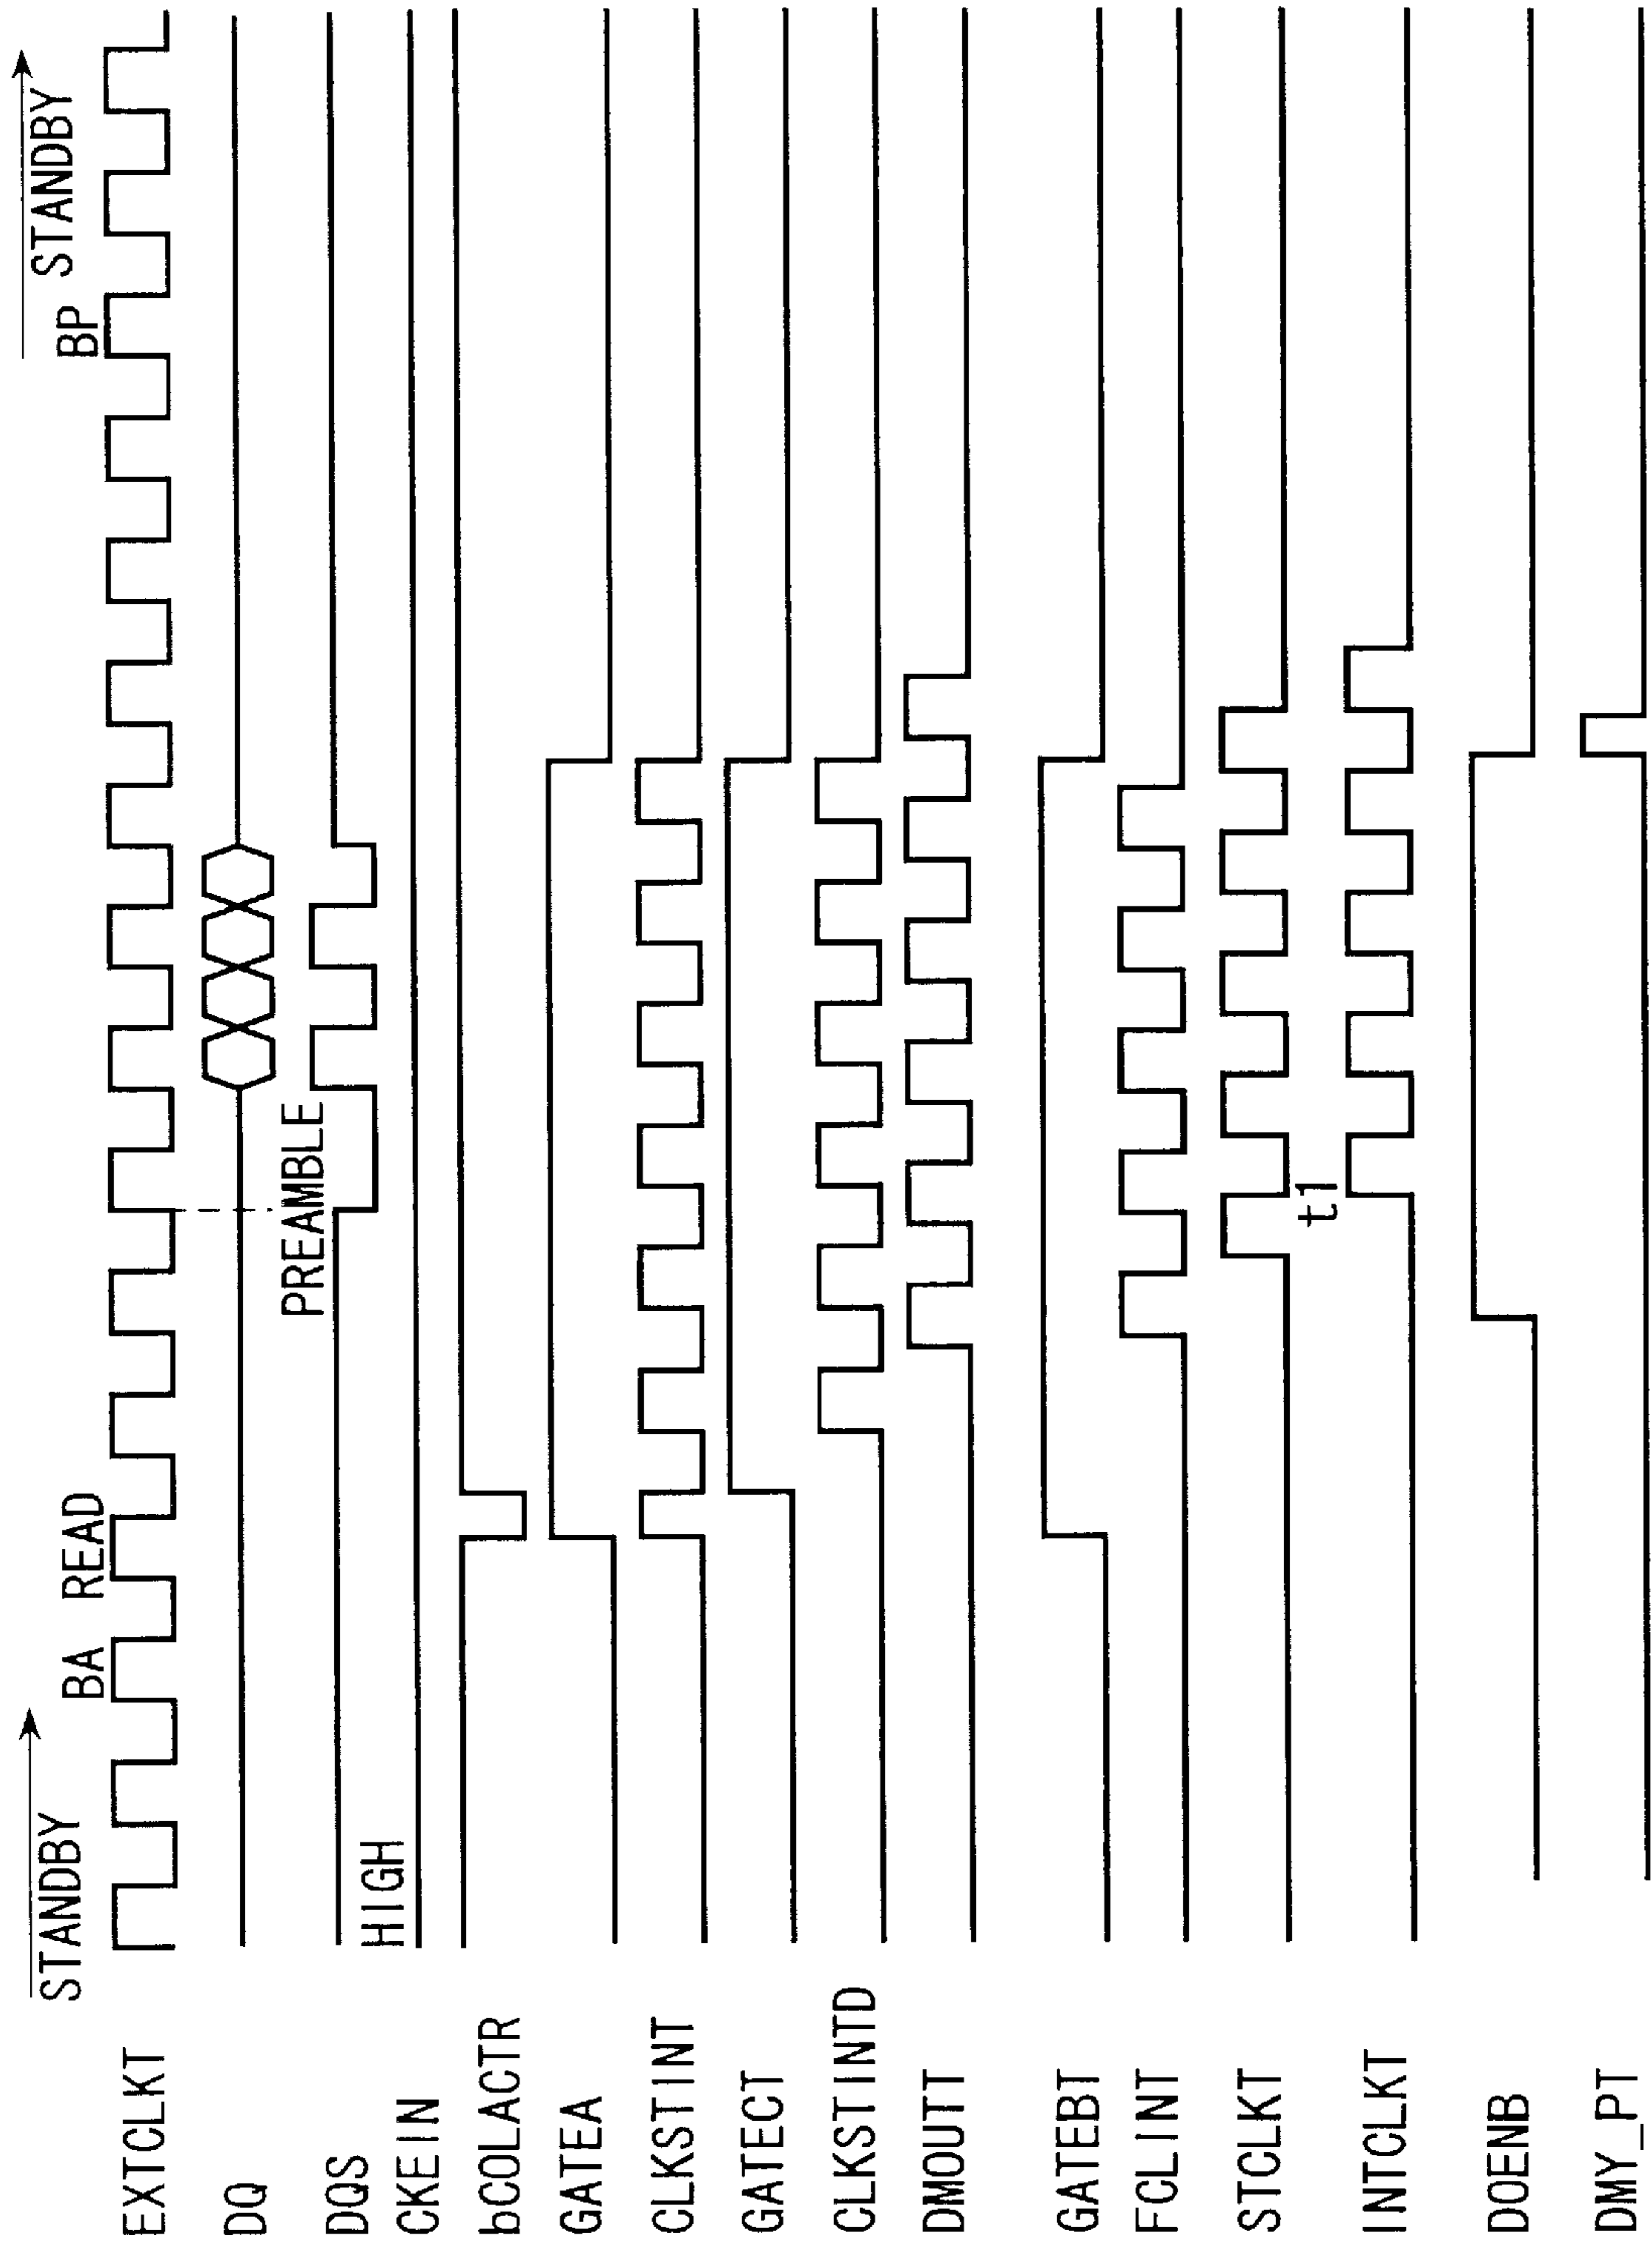 STANDBY
STANDBY
BA READ
BP
EXTCLKT
DQ
PREAMBLE
DQS
HIGH
CKEIN
bCOLACTR
GATEA
CLKSTINT
GATECT
CLKSTINTD
DMOUTT
GATEBT
FCLINT
STCLKT
t1
INTCLKT
DOENB
DMY_PT